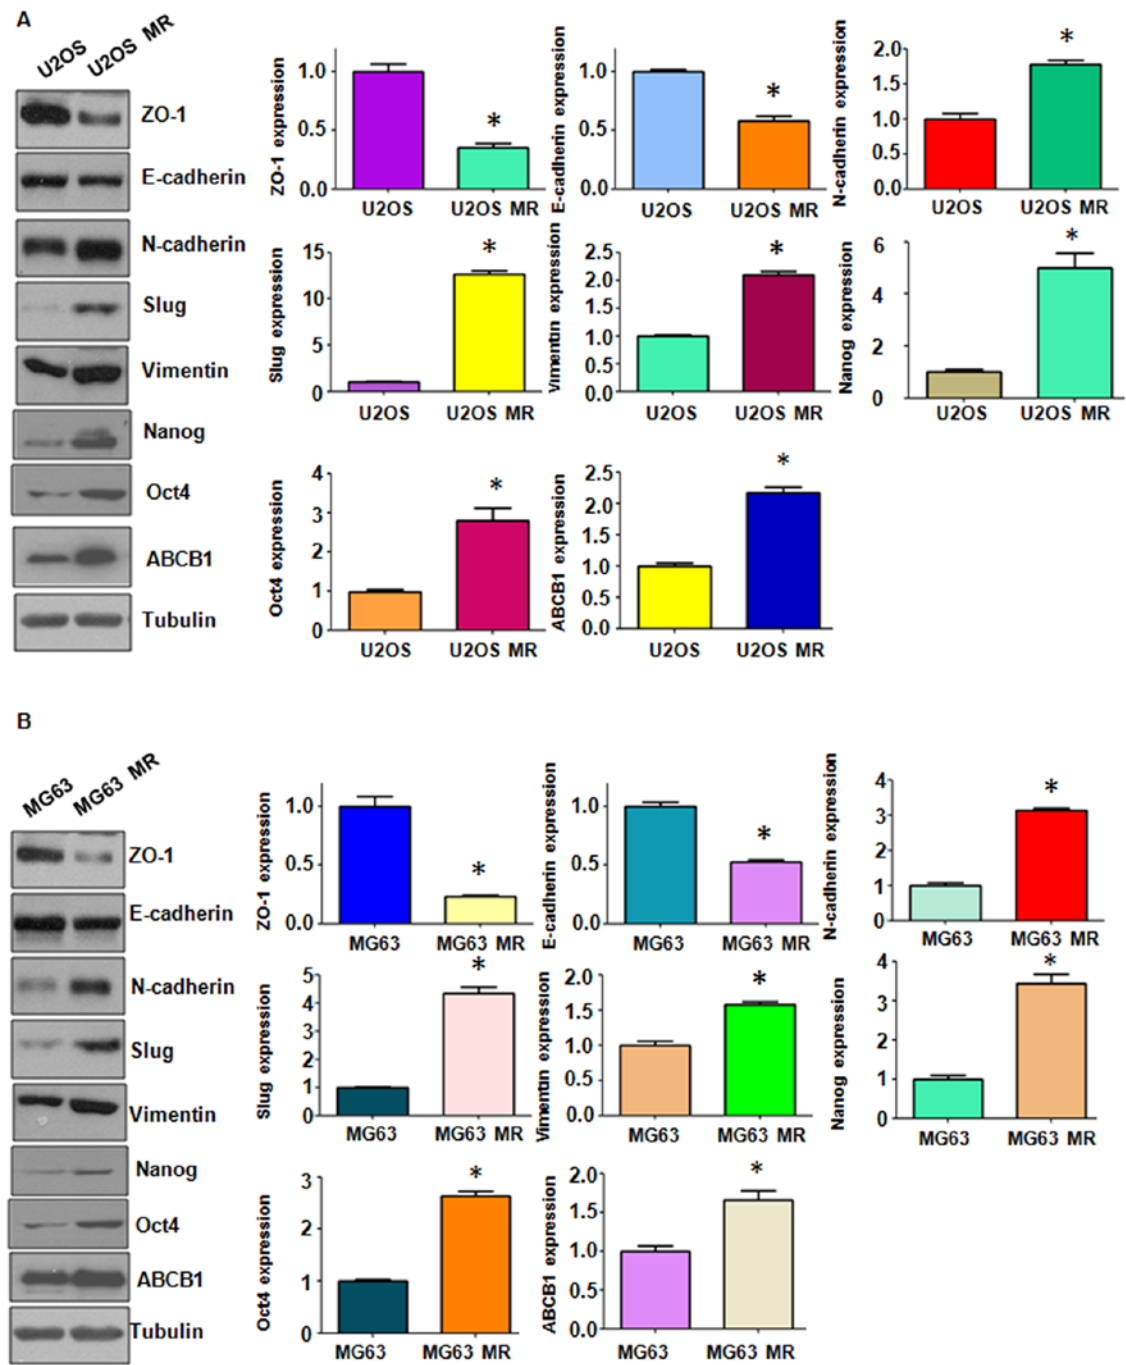 A
U2OS
U2OS MR
ZO-1
E-cadherin
N-cadherin
Slug
Vimentin
Nanog
Oct4
ABCB1
Tubulin
ZO-1 expression
1.0
0.5
0.0
*
U2OS
U2OS MR
E-cadherin expression
1.0
0.5
0.0
*
U2OS
U2OS MR
N-cadherin expression
2.0
1.5
1.0
0.5
0.0
*
U2OS
U2OS MR
Slug expression
15
10
5
0
*
U2OS
U2OS MR
Vimentin expression
2.5
2.0
1.5
1.0
0.5
0.0
*
U2OS
U2OS MR
Nanog expression
6
4
2
0
*
U2OS
U2OS MR
Oct4 expression
4
3
2
1
0
*
U2OS
U2OS MR
ABCB1 expression
2.5
2.0
1.5
1.0
0.5
0.0
*
U2OS
U2OS MR
B
MG63
MG63 MR
ZO-1
E-cadherin
N-cadherin
Slug
Vimentin
Nanog
Oct4
ABCB1
Tubulin
ZO-1 expression
1.0
0.5
0.0
*
MG63
MG63 MR
E-cadherin expression
1.0
0.5
0.0
*
MG63
MG63 MR
N-cadherin expression
4
3
2
1
0
*
MG63
MG63 MR
Slug expression
5
4
3
2
1
0
*
MG63
MG63 MR
Vimentin expression
2.0
1.5
1.0
0.5
0.0
*
MG63
MG63 MR
Nanog expression
4
3
2
1
0
*
MG63
MG63 MR
Oct4 expression
3
2
1
0
*
MG63
MG63 MR
ABCB1 expression
2.0
1.5
1.0
0.5
0.0
*
MG63
MG63 MR